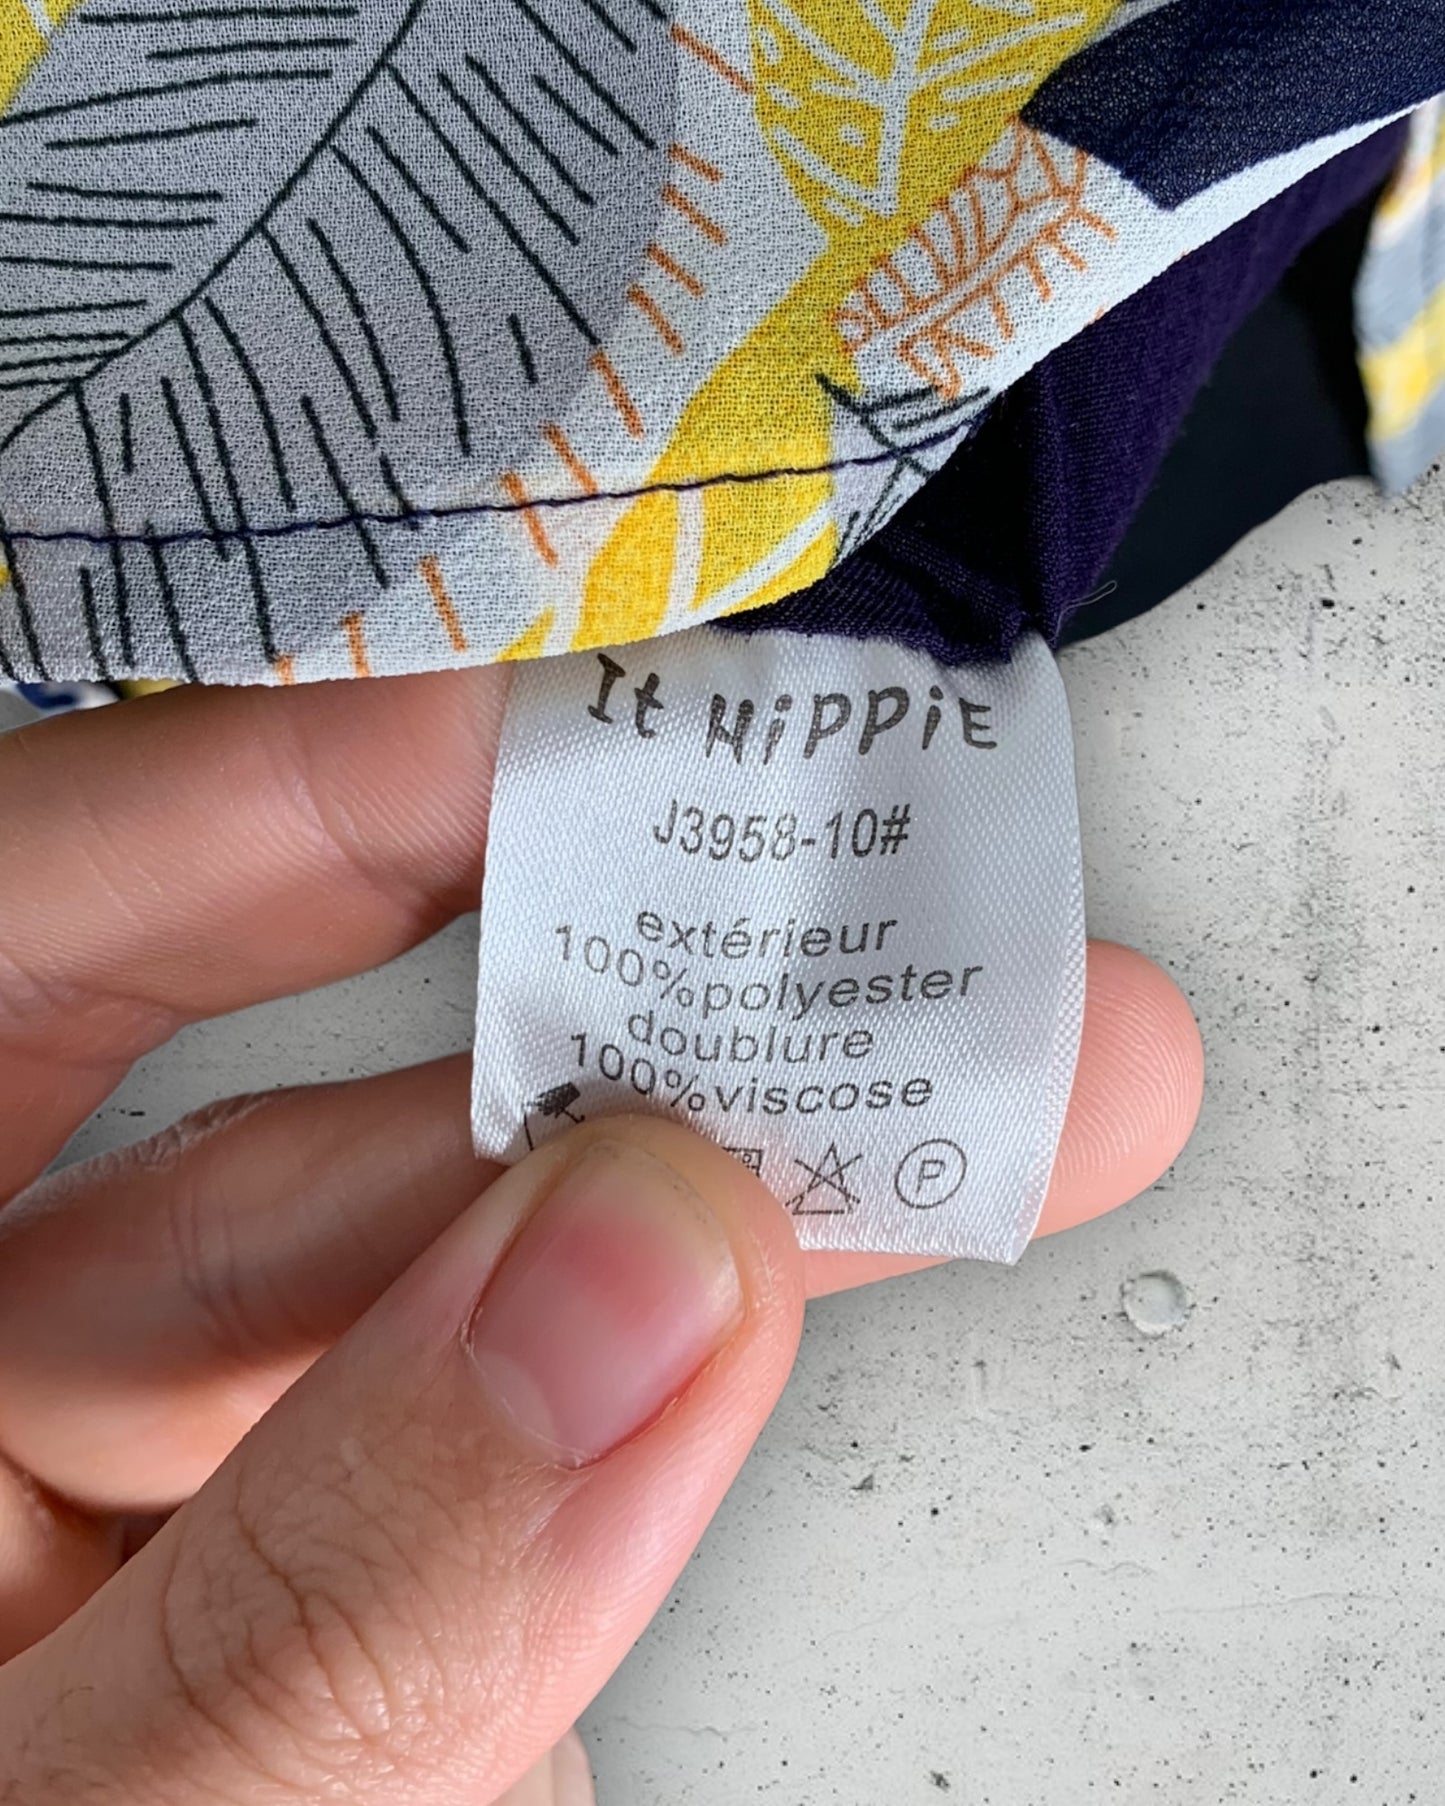 It HiPPiE
J3958-10#
extérieur
100%polyester
doublure
100%viscose
P